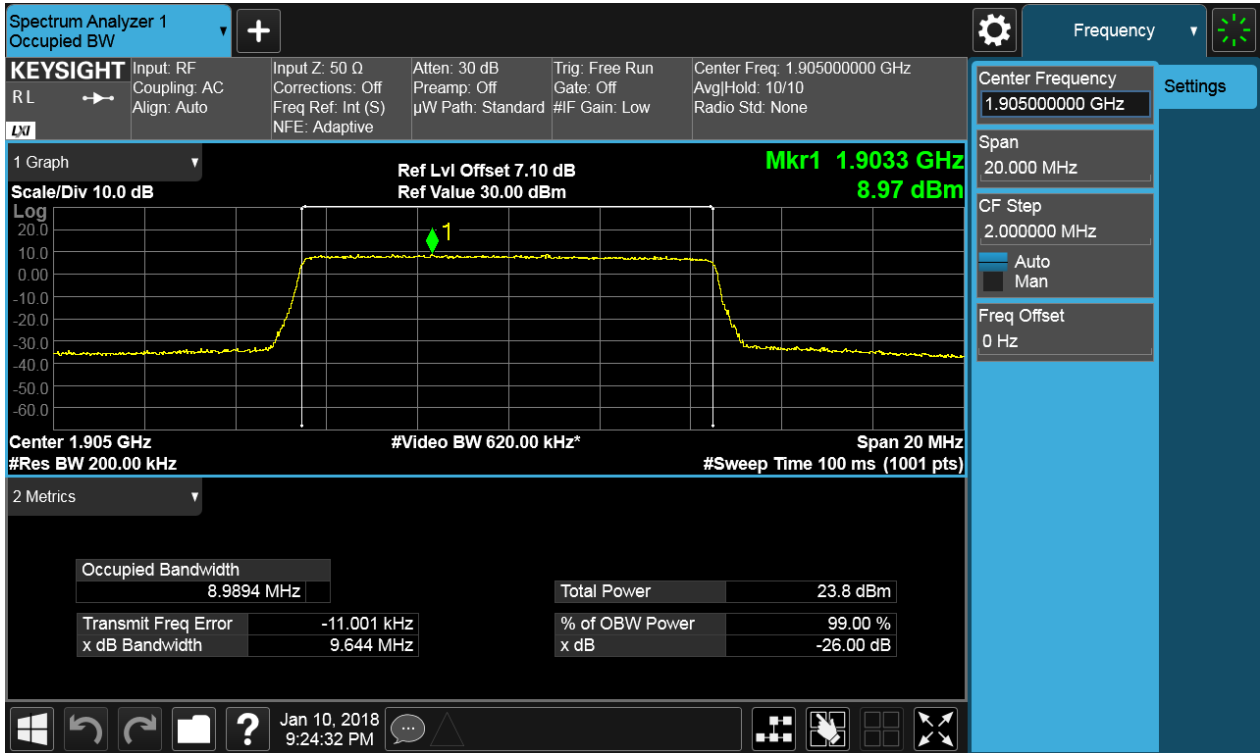 Spectrum Analyzer 1
Occupied BW
Frequency
KEYSIGHT
RL
LXI
Input: RF
Coupling: AC
Align: Auto
Input Z: 50 Ω
Corrections: Off
Freq Ref: Int (S)
NFE: Adaptive
Atten: 30 dB
Preamp: Off
µW Path: Standard
Trig: Free Run
Gate: Off
#IF Gain: Low
Center Freq: 1.905000000 GHz
Avg|Hold: 10/10
Radio Std: None
Center Frequency
1.905000000 GHz
Settings
Span
20.000 MHz
CF Step
2.000000 MHz
Auto
Man
Freq Offset
0 Hz
1 Graph
Scale/Div 10.0 dB
Ref Lvl Offset 7.10 dB
Ref Value 30.00 dBm
Mkr1 1.9033 GHz
8.97 dBm
Log
20.0
10.0
0.00
-10.0
-20.0
-30.0
-40.0
-50.0
-60.0
1
Center 1.905 GHz
#Video BW 620.00 kHz*
Span 20 MHz
#Res BW 200.00 kHz
#Sweep Time 100 ms (1001 pts)
2 Metrics
Occupied Bandwidth
8.9894 MHz
Total Power 23.8 dBm
Transmit Freq Error -11.001 kHz
% of OBW Power 99.00 %
x dB Bandwidth 9.644 MHz
x dB -26.00 dB
?
Jan 10, 2018
9:24:32 PM